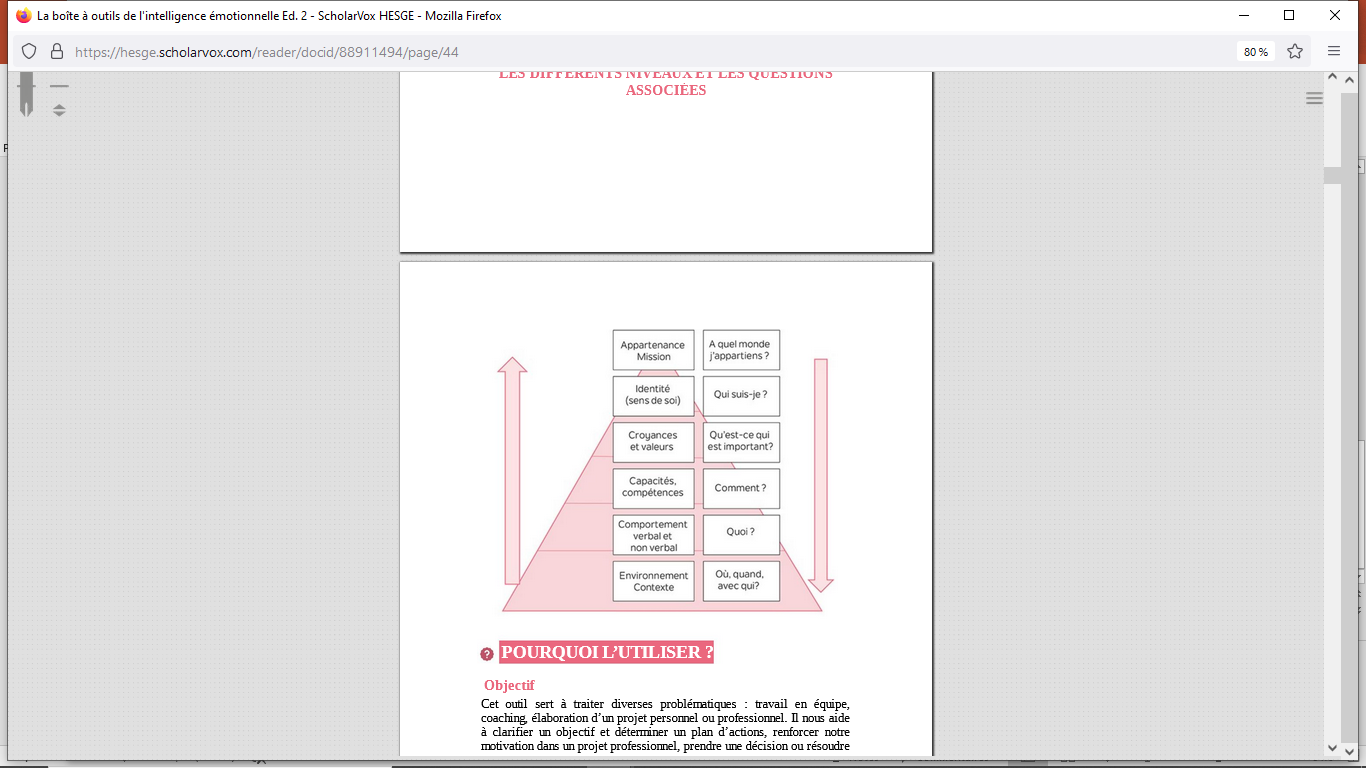 La boîte à outils de l'intelligence émotionnelle Ed. 2 - ScholarVox HESGE - Mozilla Firefox
https://hesge.scholarvox.com/reader/docid/88911494/page/44
80 %
LES DIFFÉRENTS NIVEAUX ET LES QUESTIONS
ASSOCIÉES
Appartenance
Mission
A quel monde
j'appartiens ?
Identité
(sens de soi)
Qui suis-je ?
Croyances
et valeurs
Qu'est-ce qui
est important?
Capacités,
compétences
Comment ?
Comportement
verbal et
non verbal
Quoi ?
Environnement
Contexte
Où, quand,
avec qui?
POURQUOI L'UTILISER ?
Objectif
Cet outil sert à traiter diverses problématiques : travail en équipe,
coaching, élaboration d'un projet personnel ou professionnel. Il nous aide
à clarifier un objectif et déterminer un plan d'actions, renforcer notre
motivation dans un projet professionnel, prendre une décision ou résoudre